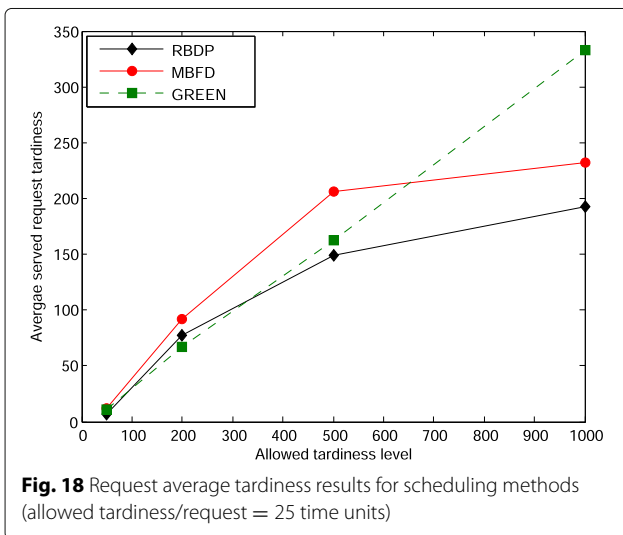 350
300
250
200
150
100
50
0
Avergae served request tardiness
RBDP
MBFD
GREEN
0 100 200 300 400 500 600 700 800 900 1000
Allowed tardiness level
Fig. 18 Request average tardiness results for scheduling methods
(allowed tardiness/request = 25 time units)